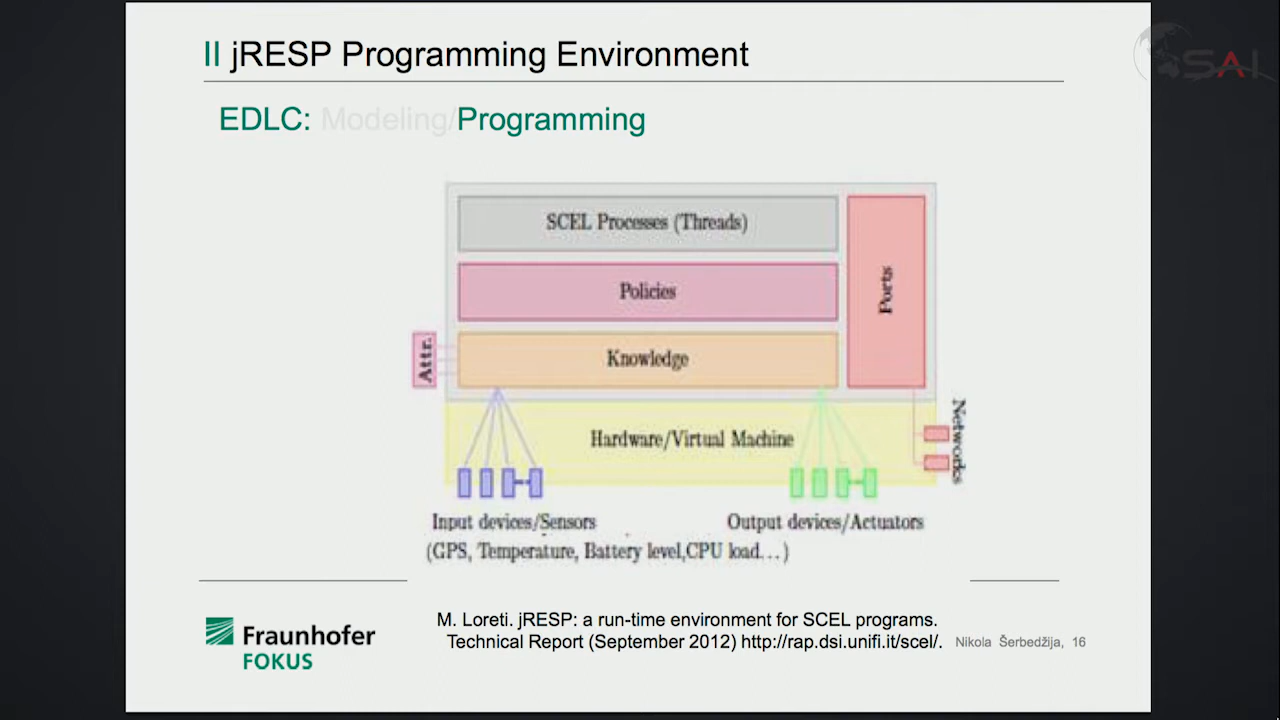 II jRESP Programming Environment
SAI
EDLC: Modeling/Programming
SCEL Processes (Threads)
Policies
Ports
Attr.
Knowledge
Hardware/Virtual Machine
Networks
Input devices/Sensors
Output devices/Actuators
(GPS, Temperature, Battery level,CPU load...)
M. Loreti. jRESP: a run-time environment for SCEL programs.
Technical Report (September 2012) http://rap.dsi.unifi.it/scel/.
Nikola Šerbedžija, 16
Fraunhofer
FOKUS